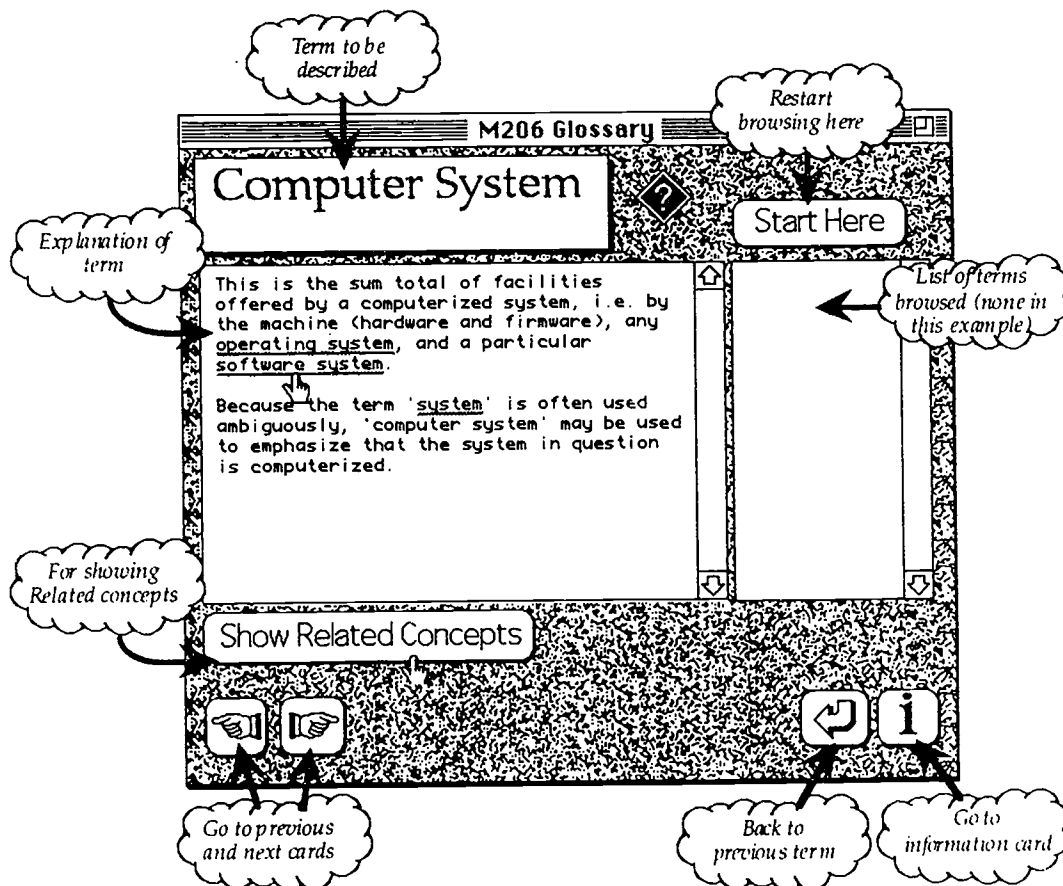 Term to be
described
Restart
browsing here
M206 Glossary
Computer System
?
Start Here
Explanation of
term
This is the sum total of facilities
offered by a computerized system, i.e. by
the machine (hardware and firmware), any
operating system, and a particular
software system.
Because the term 'system' is often used
ambiguously, 'computer system' may be used
to emphasize that the system in question
is computerized.
List of terms
browsed (none in
this example)
For showing
Related concepts
Show Related Concepts
i
Go to previous
and next cards
Back to
previous term
Go to
information card